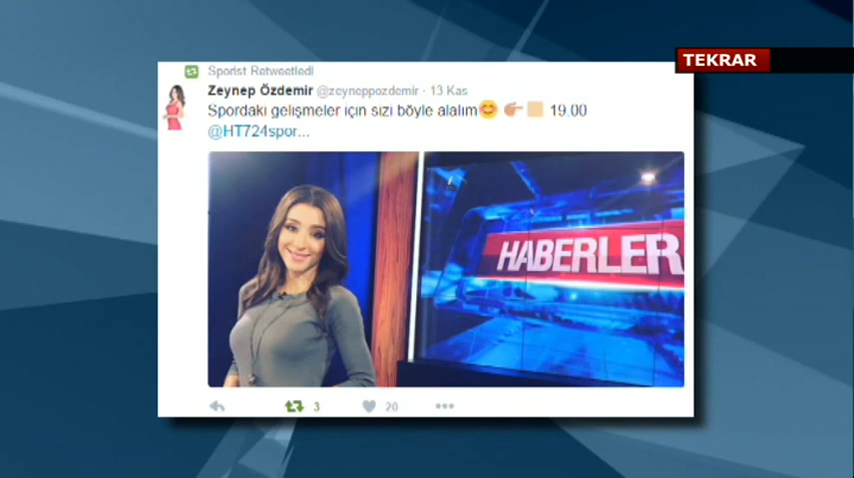 TEKRAR
Sporist Retweetledi
Zeynep Özdemir @zeyneppozdemir · 13 Kas
Spordaki gelişmeler için sizi böyle alalım😊 👉🏼 19.00
@HT724spor...
HABERLER
3 20